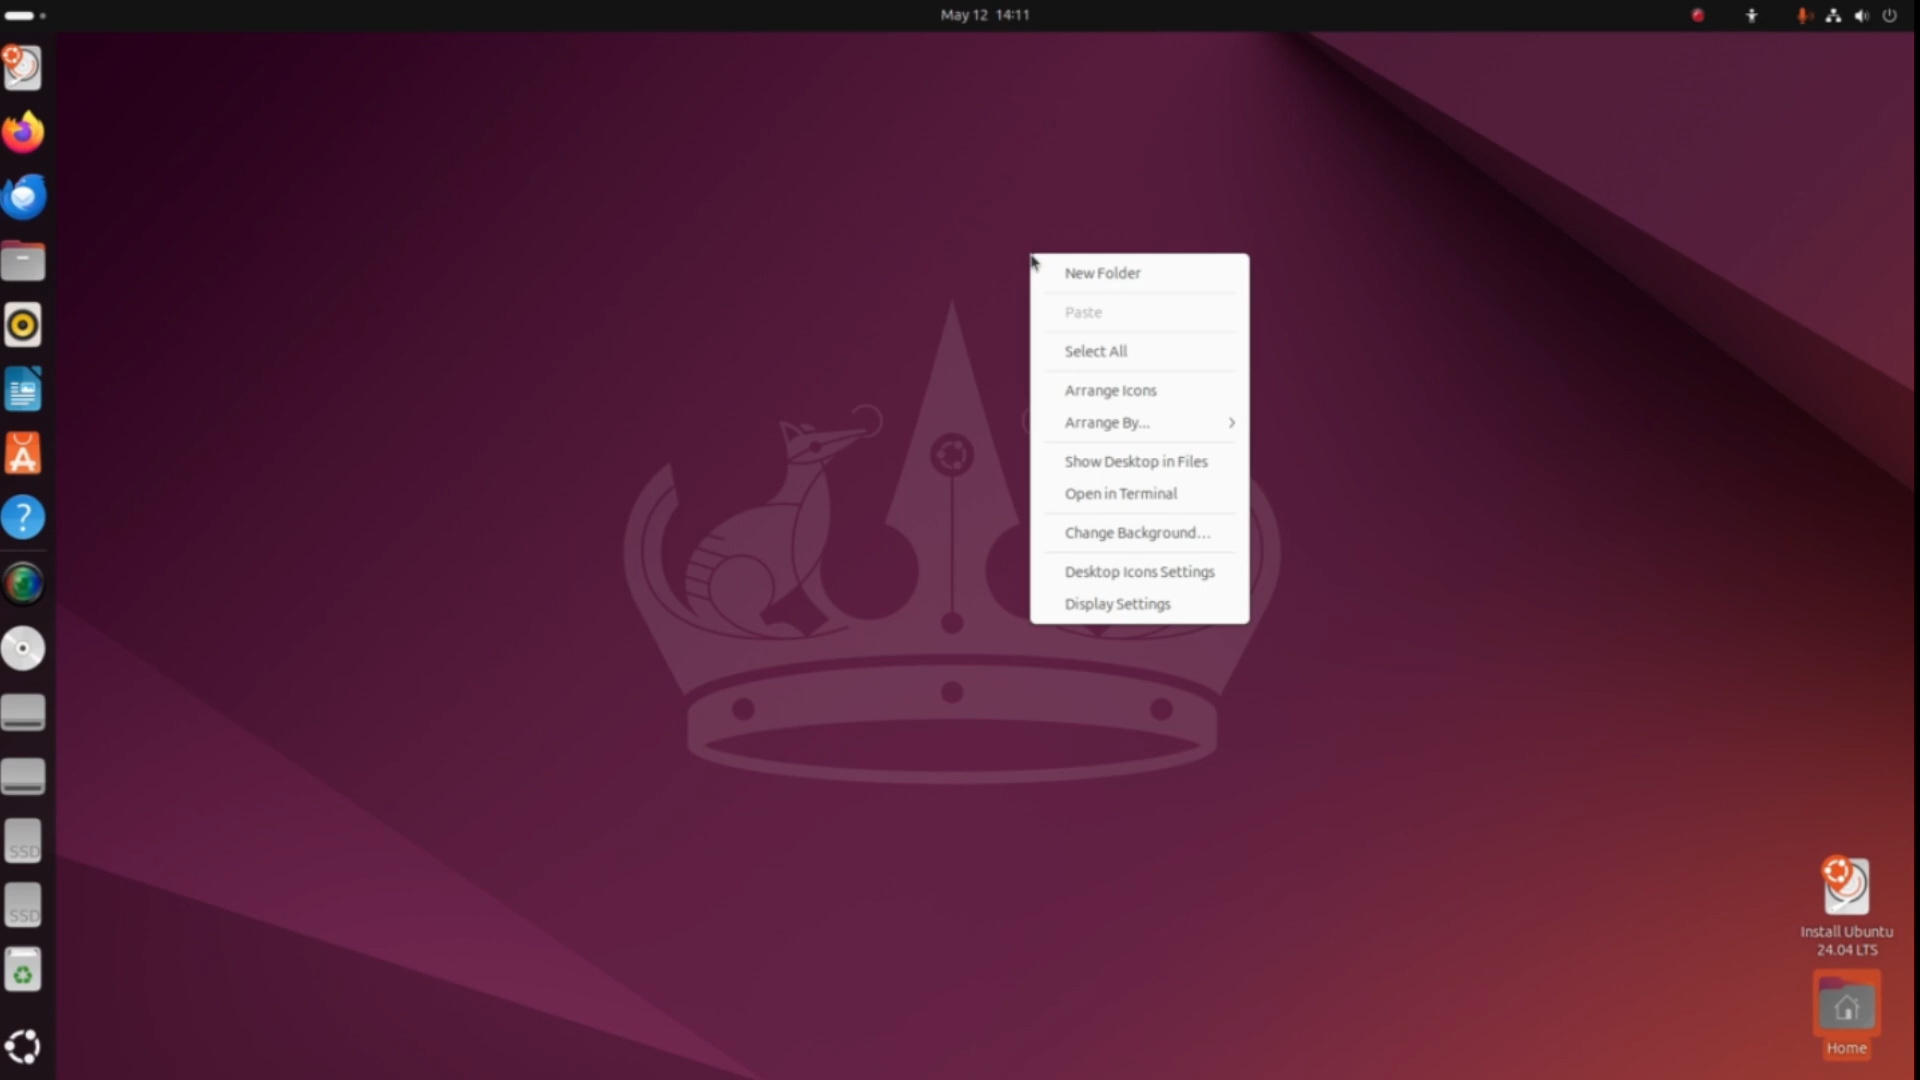 May 12 14:11
New Folder
Paste
Select All
Arrange Icons
Arrange By...
Show Desktop in Files
Open in Terminal
Change Background…
Desktop Icons Settings
Display Settings
SSD
SSD
Install Ubuntu
24.04 LTS
Home